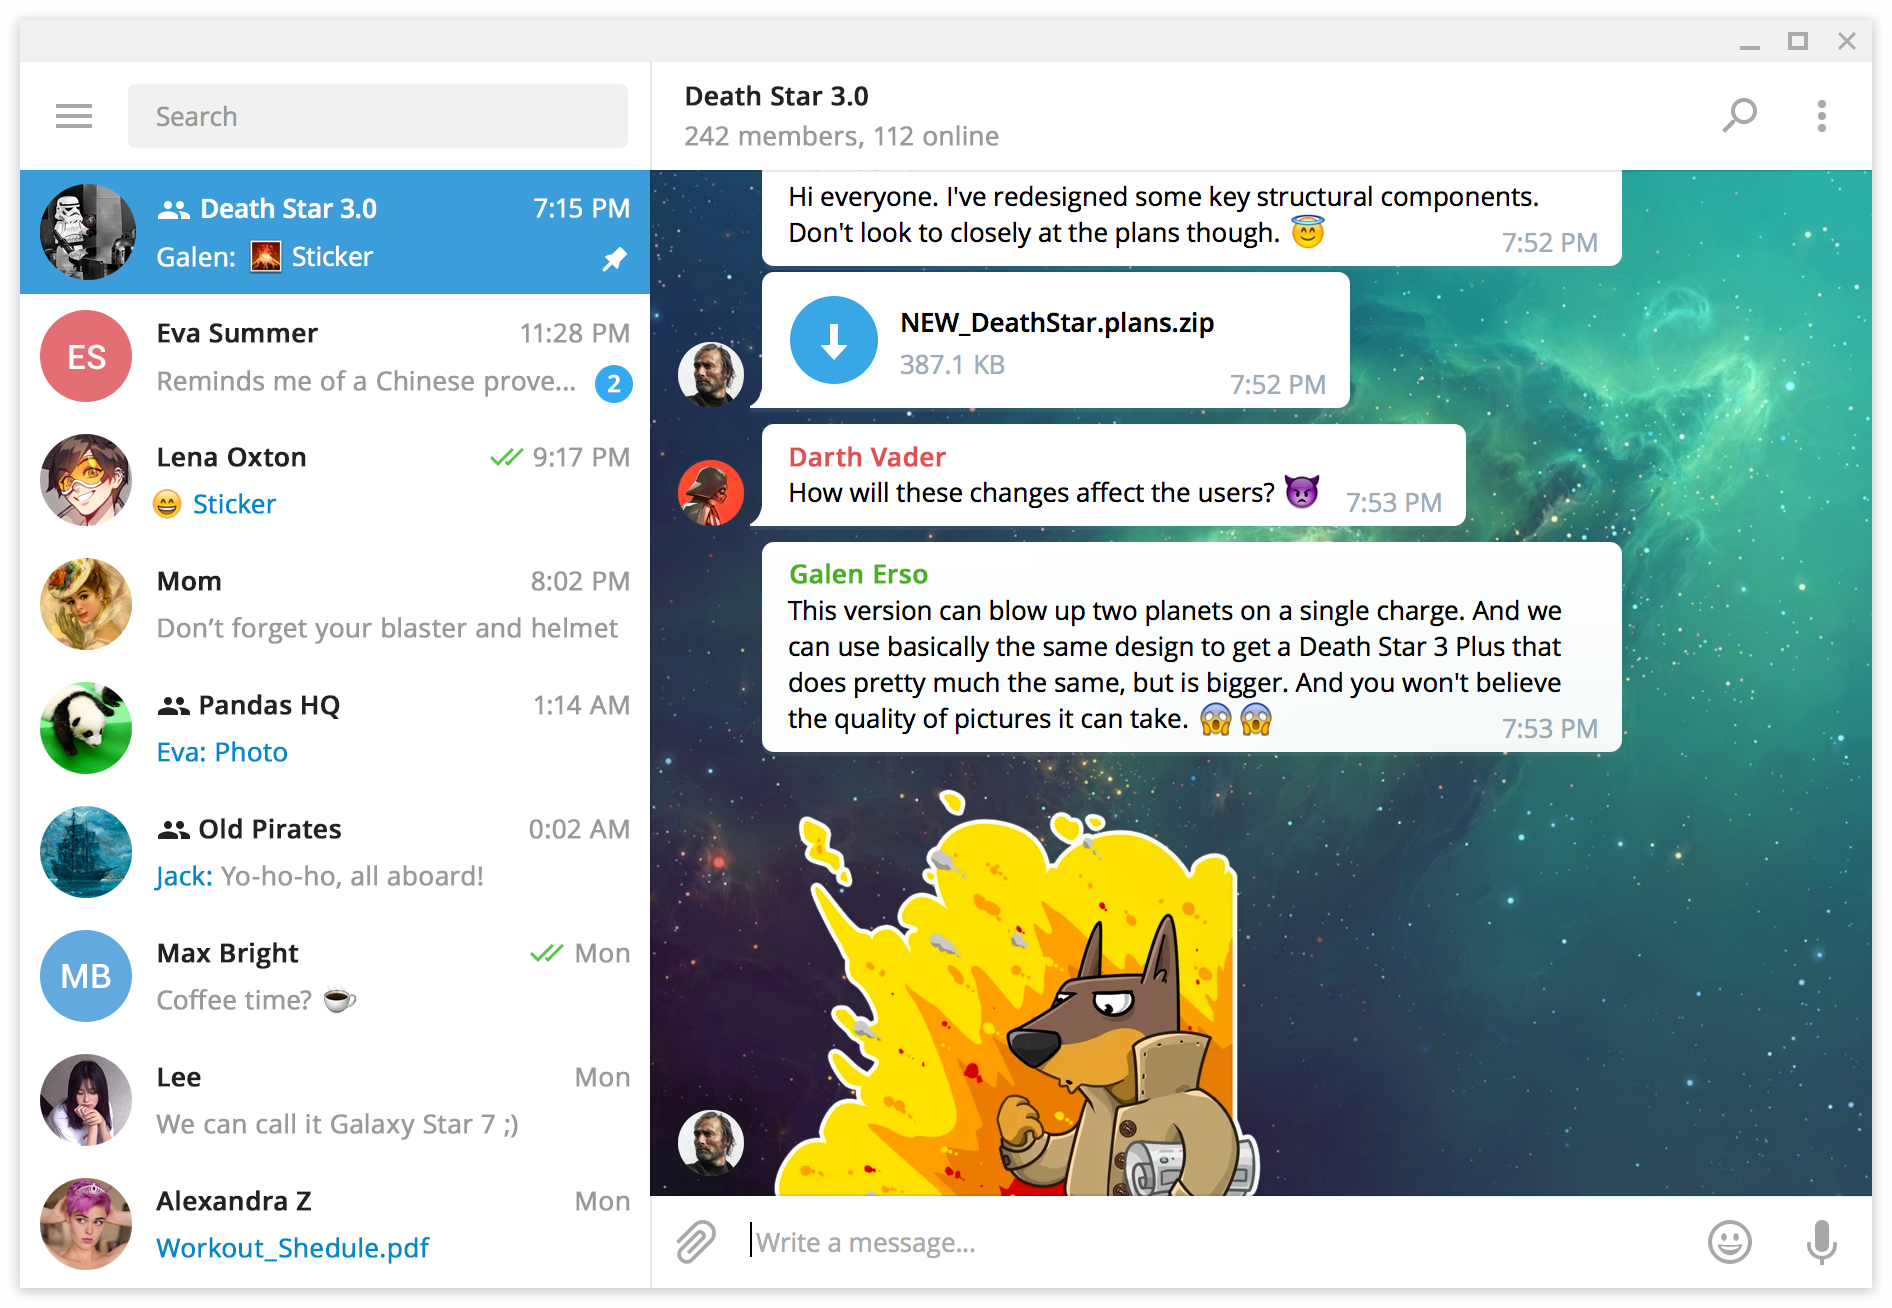 Search
Death Star 3.0
242 members, 112 online
Death Star 3.0 7:15 PM
Galen: 🌋 Sticker
ES
Eva Summer 11:28 PM
Reminds me of a Chinese prove... 2
Lena Oxton 9:17 PM
😄 Sticker
Mom 8:02 PM
Don’t forget your blaster and helmet
Pandas HQ 1:14 AM
Eva: Photo
Old Pirates 0:02 AM
Jack: Yo-ho-ho, all aboard!
MB
Max Bright Mon
Coffee time? ☕
Lee Mon
We can call it Galaxy Star 7 ;)
Alexandra Z Mon
Workout_Shedule.pdf
Hi everyone. I've redesigned some key structural components.
Don't look to closely at the plans though. 😇 7:52 PM
NEW_DeathStar.plans.zip
387.1 KB
7:52 PM
Darth Vader
How will these changes affect the users? 👿 7:53 PM
Galen Erso
This version can blow up two planets on a single charge. And we
can use basically the same design to get a Death Star 3 Plus that
does pretty much the same, but is bigger. And you won't believe
the quality of pictures it can take. 😱😱 7:53 PM
Write a message...